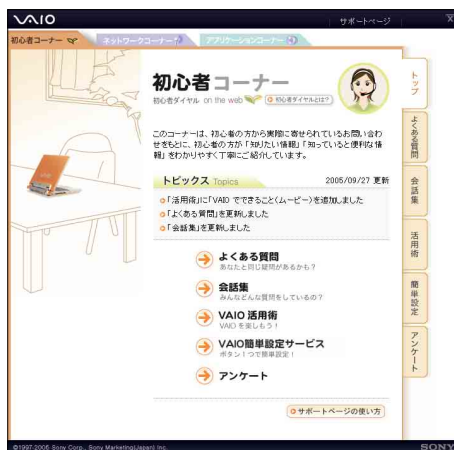 VAIO
サポートページ
初心者コーナー
ネットワークコーナー
アプリケーションコーナー
初心者コーナー
初心者ダイヤル on the web
初心者ダイヤルとは?
このコーナーは、初心者の方から実際に寄せられているお問い合わ
せをもとに、初心者の方が「知りたい情報」「知っていると便利な情
報」をわかりやすく丁寧にご紹介しています。
トピックス Topics
2005/09/27 更新
「活用術」に「VAIO でできること(ムービー)を追加しました
「よくある質問」を更新しました
「会話集」を更新しました
よくある質問
あなたと同じ疑問があるかも?
会話集
みんなどんな質問をしているの?
VAIO 活用術
VAIO を楽しもう!
VAIO簡単設定サービス
ボタン1つで簡単設定!
アンケート
サポートページの使い方
トップ
よくある質問
会話集
活用術
簡単設定
アンケート
©1997-2005 Sony Corp., Sony Marketing(Japan) Inc.
SONY